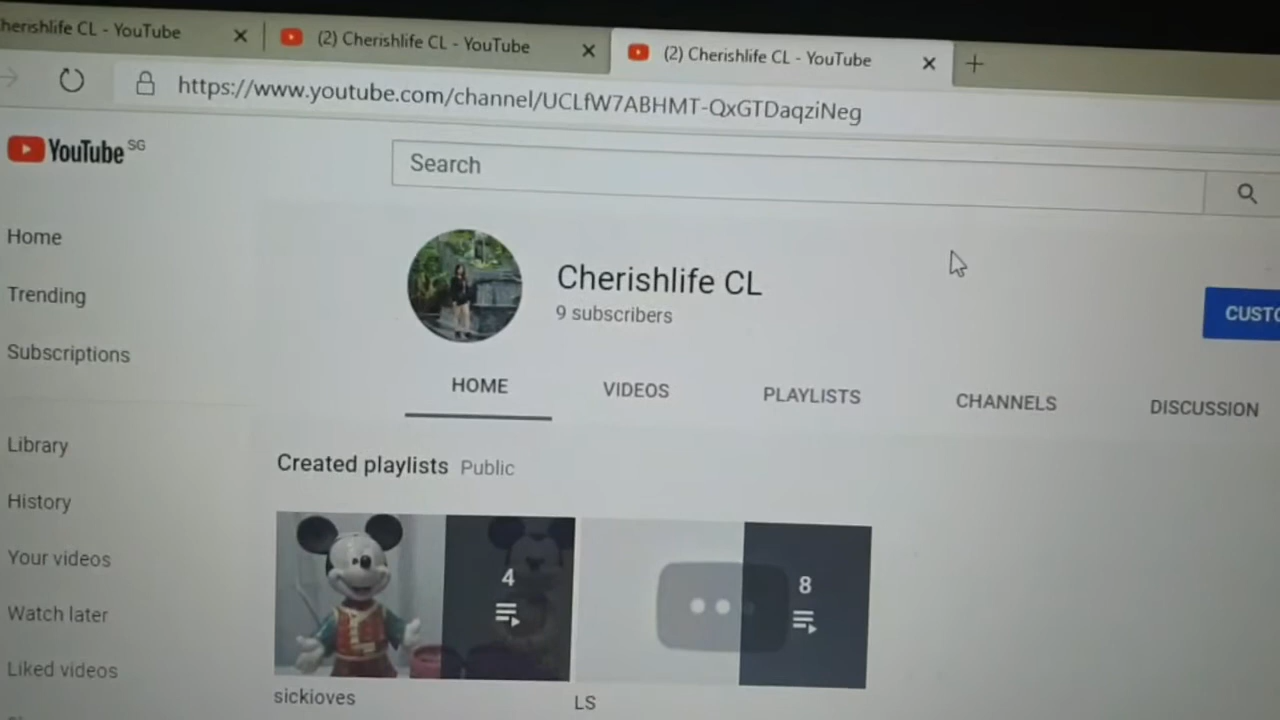 herishlife CL - YouTube
(2) Cherishlife CL - YouTube
(2) Cherishlife CL - YouTube
https://www.youtube.com/channel/UCLfW7ABHMT-QxGTDaqziNeg
YouTube SG
Search
Home
Trending
Subscriptions
Library
History
Your videos
Watch later
Liked videos
Cherishlife CL
9 subscribers
CUSTO
HOME
VIDEOS
PLAYLISTS
CHANNELS
DISCUSSION
Created playlists Public
4
8
sickioves
LS